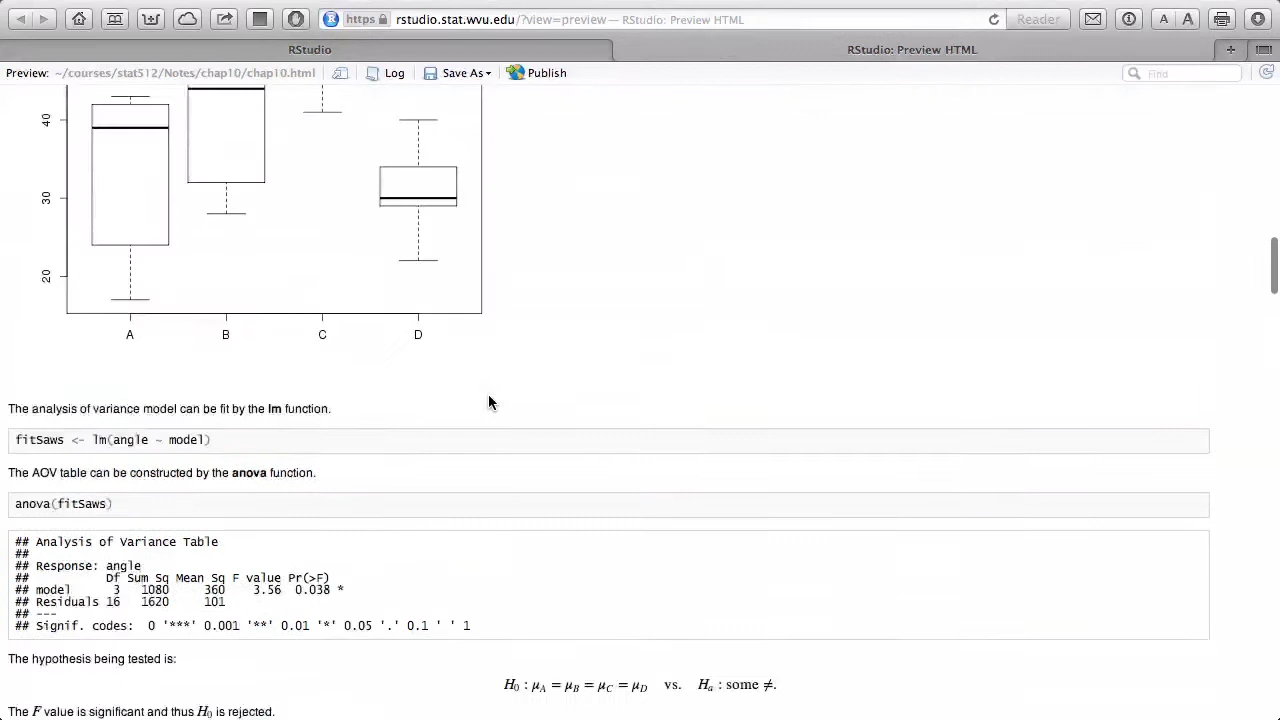 https rstudio.stat.wvu.edu/?view=preview — RStudio: Preview HTML Reader A A
RStudio RStudio: Preview HTML +
Preview: ~/courses/stat512/Notes/chap10/chap10.html Log Save As Publish Find
40
30
20
A B C D
The analysis of variance model can be fit by the lm function.
fitSaws <- lm(angle ~ model)
The AOV table can be constructed by the anova function.
anova(fitSaws)
## Analysis of Variance Table
##
## Response: angle
## Df Sum Sq Mean Sq F value Pr(>F)
## model 3 1080 360 3.56 0.038 *
## Residuals 16 1620 101
## ---
## Signif. codes: 0 '***' 0.001 '**' 0.01 '*' 0.05 '.' 0.1 ' ' 1
The hypothesis being tested is:
H₀ : μ_A = μ_B = μ_C = μ_D vs. Hₐ : some ≠.
The F value is significant and thus H₀ is rejected.